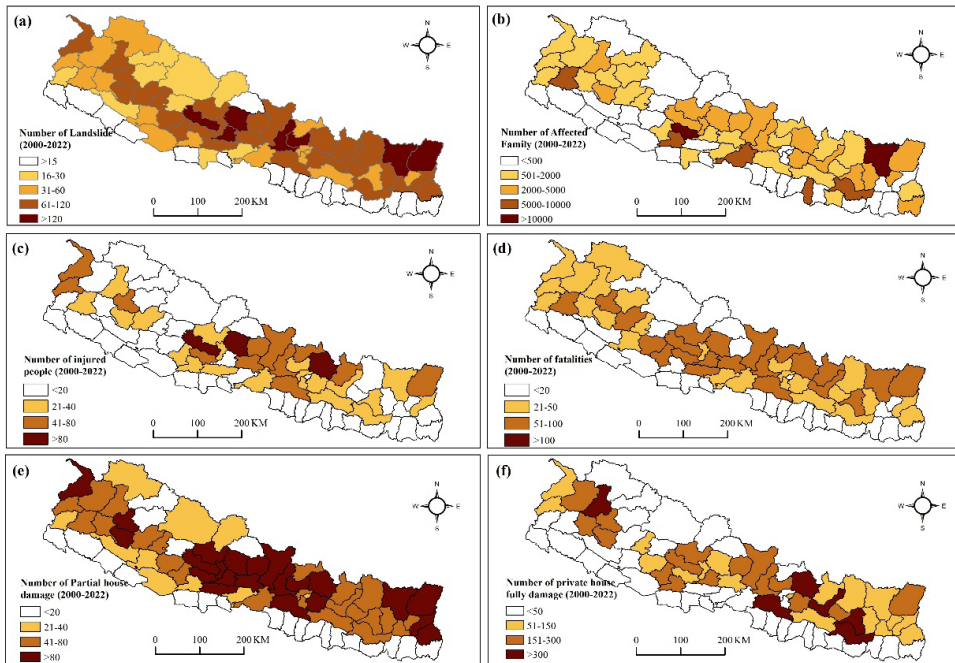 (a)
N
W E
S
Number of Landslide
(2000-2022)
>15
16-30
31-60
61-120
>120
0 100 200 KM
(b)
N
W E
S
Number of Affected
Family (2000-2022)
<500
501-2000
2000-5000
5000-10000
>10000
0 100 200 KM
(c)
N
W E
S
Number of injured
people (2000-2022)
<20
21-40
41-80
>80
0 100 200 KM
(d)
N
W E
S
Number of fatalities
(2000-2022)
<20
21-50
51-100
>100
0 100 200 KM
(e)
N
W E
S
Number of Partial house
damage (2000-2022)
<20
21-40
41-80
>80
0 100 200 KM
(f)
N
W E
S
Number of private house
fully damage (2000-2022)
<50
51-150
151-300
>300
0 100 200 KM